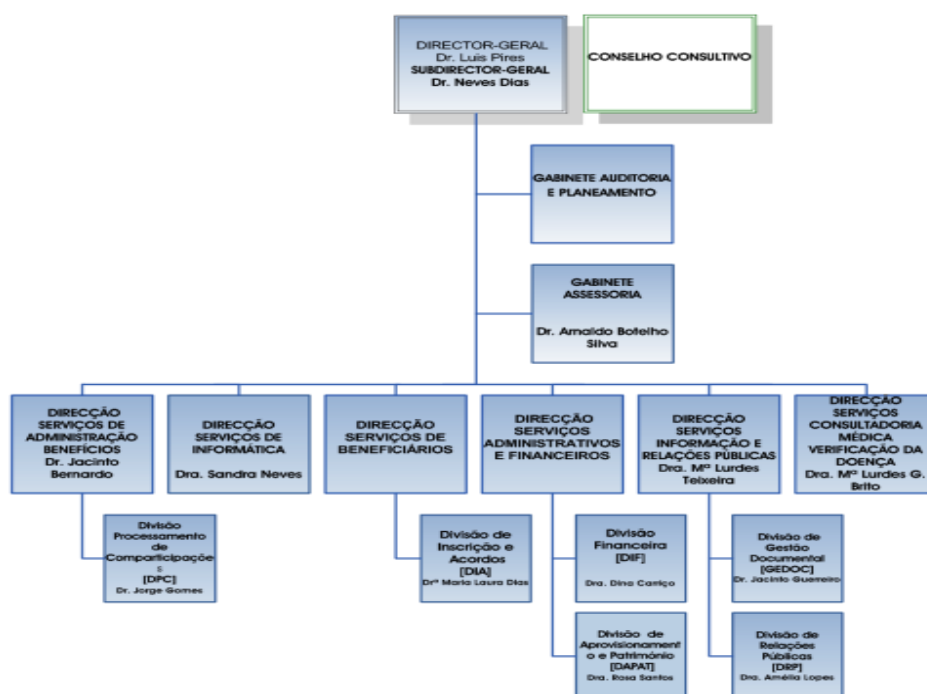 DIRECTOR-GERAL
Dr. Luis Pires
SUBDIRECTOR-GERAL
Dr. Neves Dias
CONSELHO CONSULTIVO
GABINETE AUDITORIA
E PLANEAMENTO
GABINETE
ASSESSORIA
Dr. Arnaldo Botelho
Silva
DIRECÇÃO
SERVIÇOS DE
ADMINISTRAÇÃO
BENEFÍCIOS
Dr. Jacinto
Bernardo
DIRECÇÃO
SERVIÇOS DE
INFORMÁTICA
Dra. Sandra Neves
DIRECÇÃO
SERVIÇOS DE
BENEFICIÁRIOS
DIRECÇÃO
SERVIÇOS
ADMINISTRATIVOS
E FINANCEIROS
DIRECÇÃO
SERVIÇOS
INFORMAÇÃO E
RELAÇÕES PÚBLICAS
Dra. Mª Lurdes
Teixeira
DIRECÇÃO
SERVIÇOS
CONSULTADORIA
MÉDICA
VERIFICAÇÃO DA
DOENÇA
Dra. Mª Lurdes G.
Brito
Divisão
Processamento
de
Comparticipaçõe
s
[DPC]
Dr. Jorge Gomes
Divisão de
Inscrição e
Acordos
[DIA]
Drª Maria Laura Dias
Divisão
Financeira
[DIF]
Dra. Dina Carriço
Divisão de
Gestão
Documental
[GEDOC]
Dr. Jacinto Guerreiro
Divisão de
Aprovisionament
o e Património
[DAPAT]
Dra. Rosa Santos
Divisão de
Relações
Públicas
[DRP]
Dra. Amélia Lopes